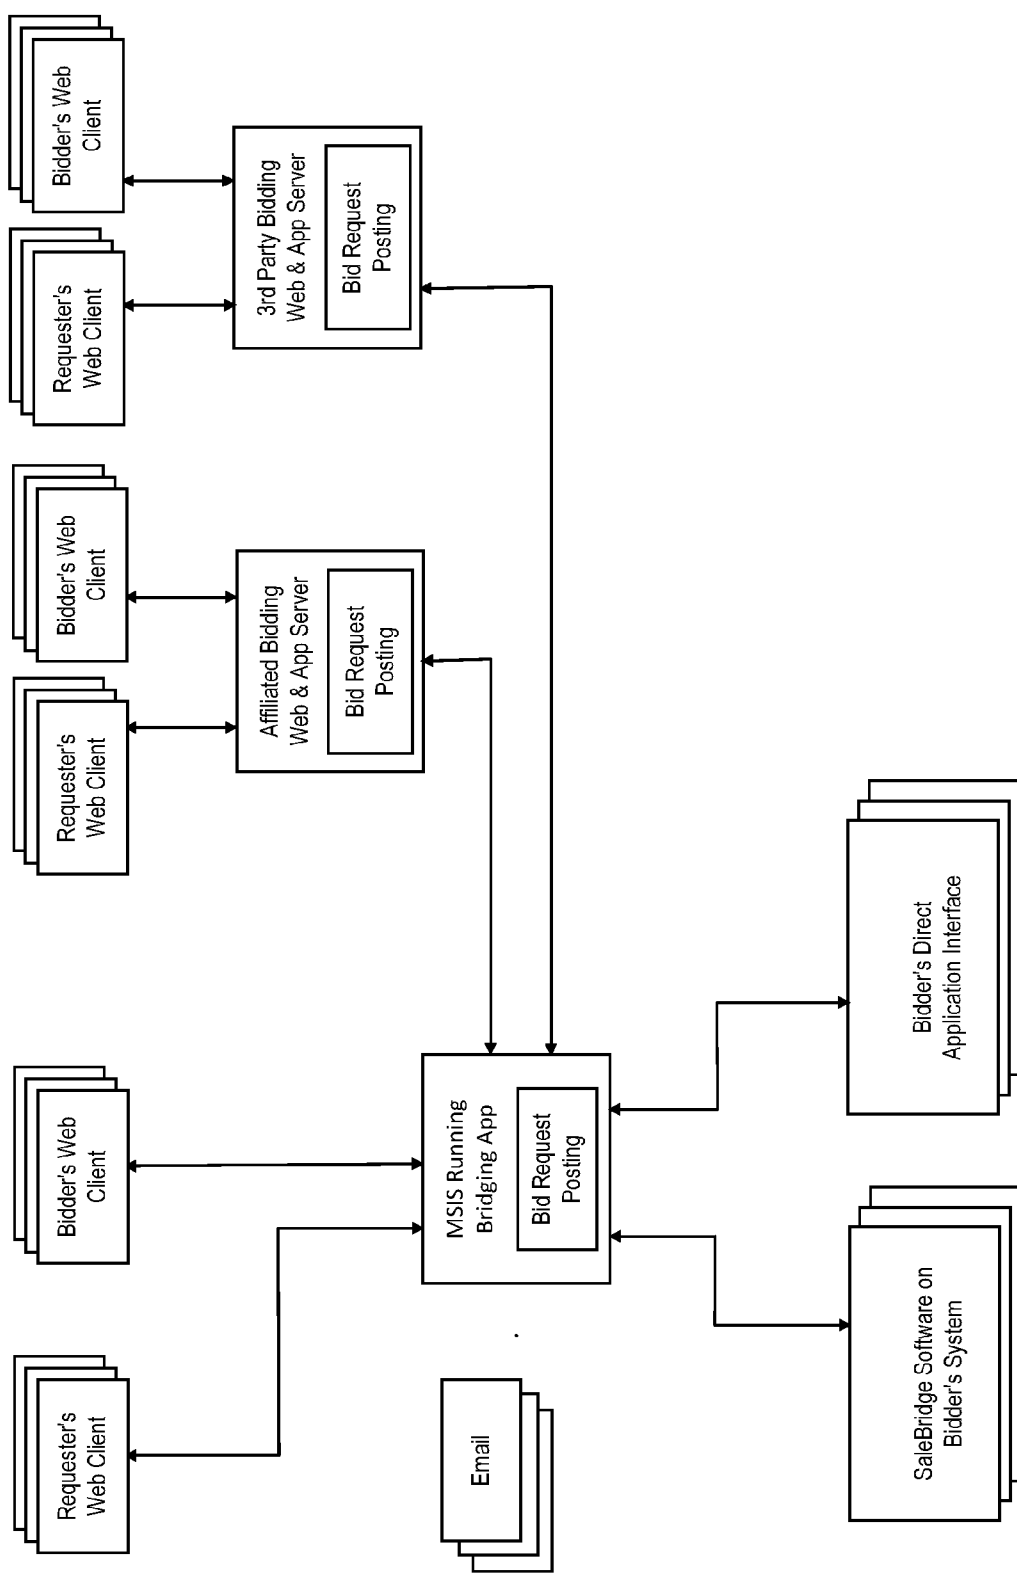 Requester's
Web Client
Bidder's Web
Client
Requester's
Web Client
Bidder's Web
Client
Requester's
Web Client
Bidder's Web
Client
Affiliated Bidding
Web & App Server
Bid Request
Posting
3rd Party Bidding
Web & App Server
Bid Request
Posting
Email
MSIS Running
Bridging App
Bid Request
Posting
SaleBridge Software on
Bidder's System
Bidder's Direct
Application Interface